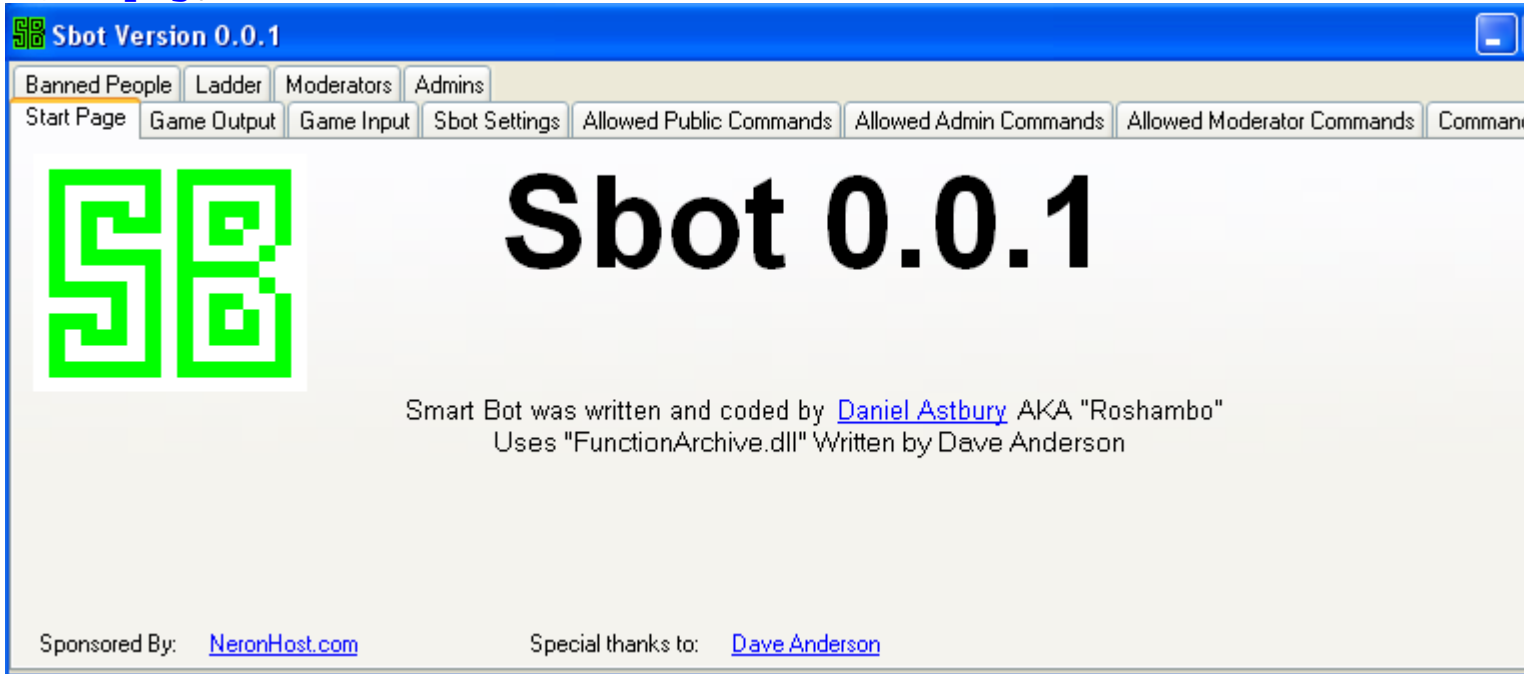 SB Sbot Version 0.0.1
Banned People Ladder Moderators Admins
Start Page Game Output Game Input Sbot Settings Allowed Public Commands Allowed Admin Commands Allowed Moderator Commands
SB
Sbot 0.0.1
Smart Bot was written and coded by Daniel Astbury AKA "Roshambo"
Uses "FunctionArchive.dll" Written by Dave Anderson
Sponsored By: NeronHost.com Special thanks to: Dave Anderson